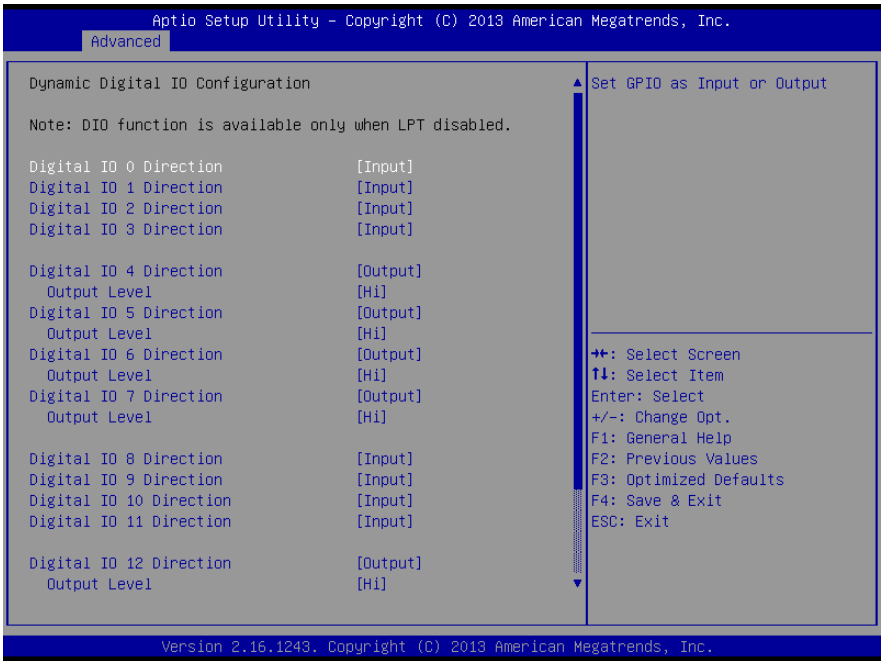 Aptio Setup Utility – Copyright (C) 2013 American Megatrends, Inc.
Advanced
Dynamic Digital IO Configuration
Note: DIO function is available only when LPT disabled.
Digital IO 0 Direction [Input]
Digital IO 1 Direction [Input]
Digital IO 2 Direction [Input]
Digital IO 3 Direction [Input]
Digital IO 4 Direction [Output]
Output Level [Hi]
Digital IO 5 Direction [Output]
Output Level [Hi]
Digital IO 6 Direction [Output]
Output Level [Hi]
Digital IO 7 Direction [Output]
Output Level [Hi]
Digital IO 8 Direction [Input]
Digital IO 9 Direction [Input]
Digital IO 10 Direction [Input]
Digital IO 11 Direction [Input]
Digital IO 12 Direction [Output]
Output Level [Hi]
Set GPIO as Input or Output
→←: Select Screen
↑↓: Select Item
Enter: Select
+/-: Change Opt.
F1: General Help
F2: Previous Values
F3: Optimized Defaults
F4: Save & Exit
ESC: Exit
Version 2.16.1243. Copyright (C) 2013 American Megatrends, Inc.